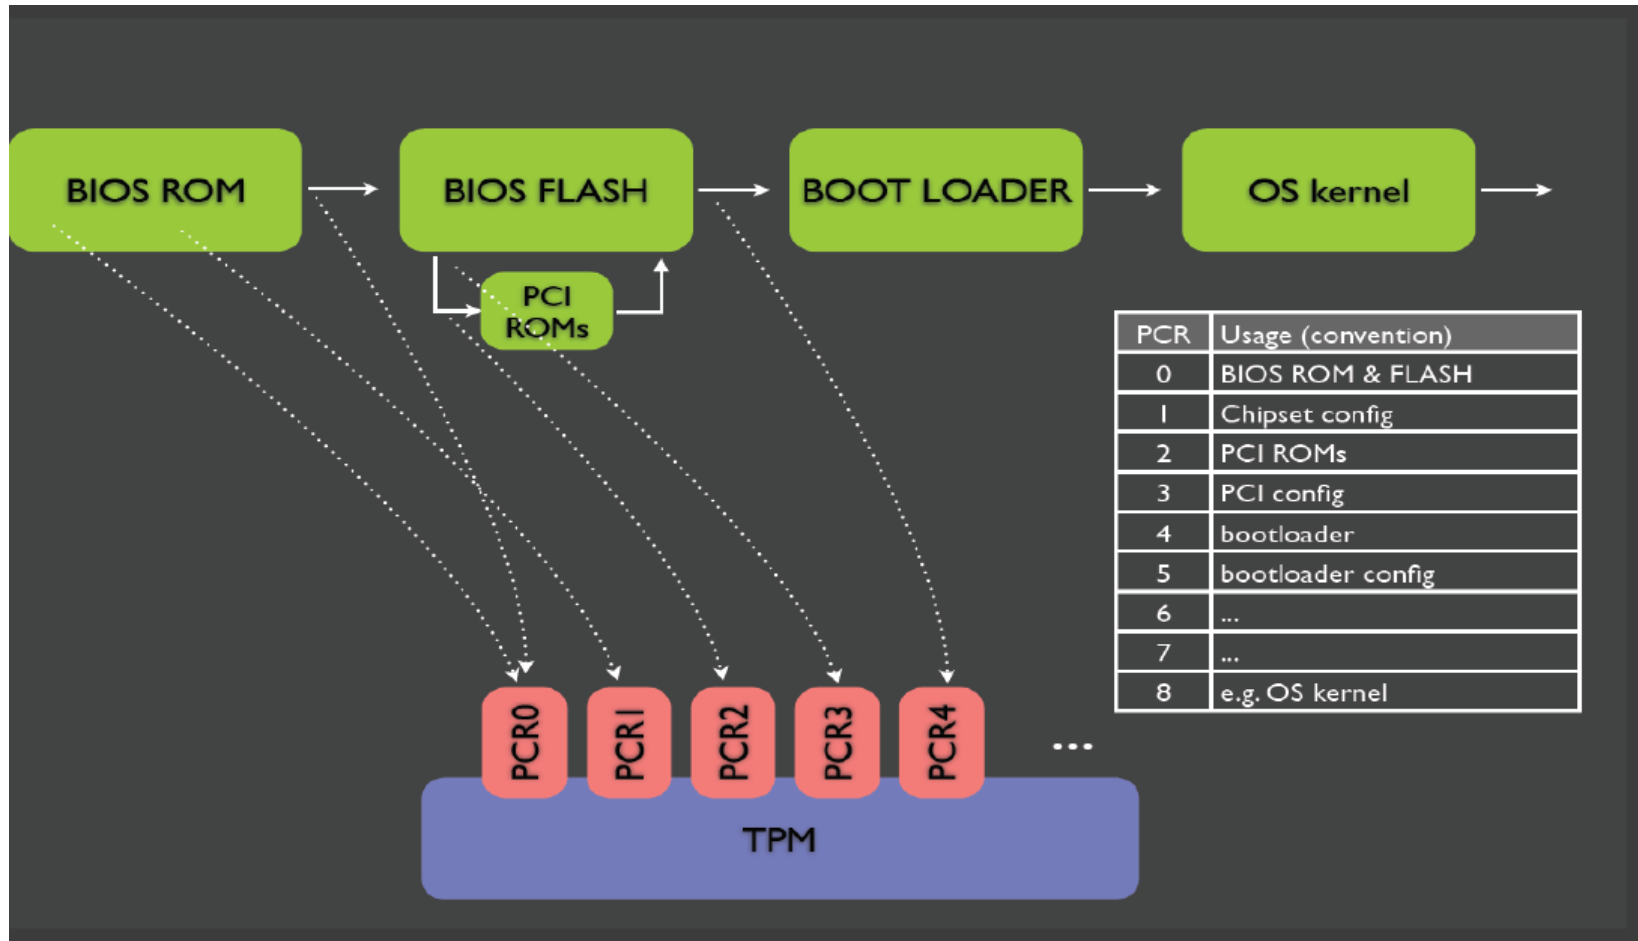 BIOS ROM
BIOS FLASH
BOOT LOADER
OS kernel
PCI
ROMs
PCR Usage (convention)
0 BIOS ROM & FLASH
1 Chipset config
2 PCI ROMs
3 PCI config
4 bootloader
5 bootloader config
6 ...
7 ...
8 e.g. OS kernel
PCR0
PCR1
PCR2
PCR3
PCR4
...
TPM